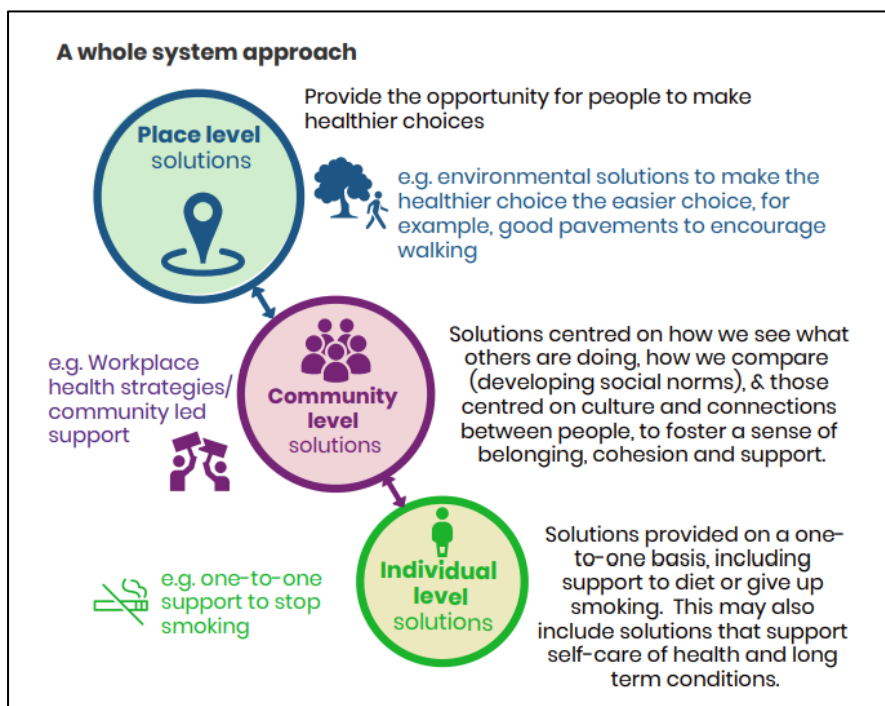 A whole system approach
Provide the opportunity for people to make
healthier choices
Place level
solutions
e.g. environmental solutions to make the
healthier choice the easier choice, for
example, good pavements to encourage
walking
Solutions centred on how we see what
others are doing, how we compare
(developing social norms), & those
centred on culture and connections
between people, to foster a sense of
belonging, cohesion and support.
e.g. Workplace
health strategies/
community led
support
Community
level
solutions
Solutions provided on a one-
to-one basis, including
support to diet or give up
smoking. This may also
include solutions that support
self-care of health and long
term conditions.
Individual
level
solutions
e.g. one-to-one
support to stop
smoking